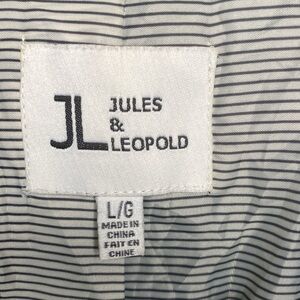 JL
JULES
&
LEOPOLD
L/G
MADE IN
CHINA
FAIT EN
CHINE